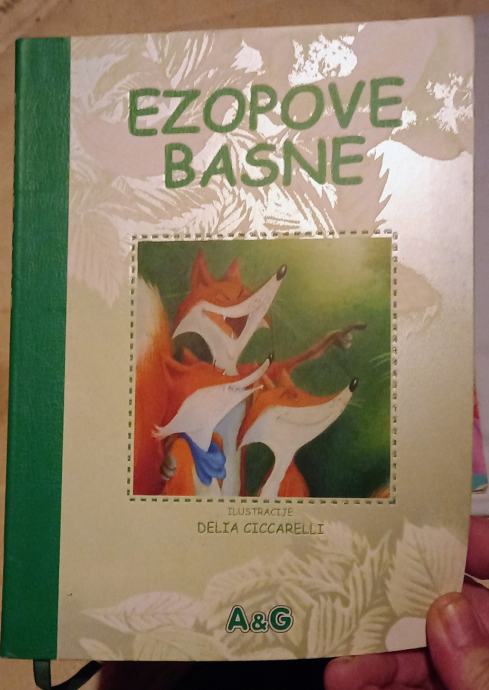 EZOPOVE
BASNE
ILUSTRACIJE
DELIA CICCARELLI
A&G